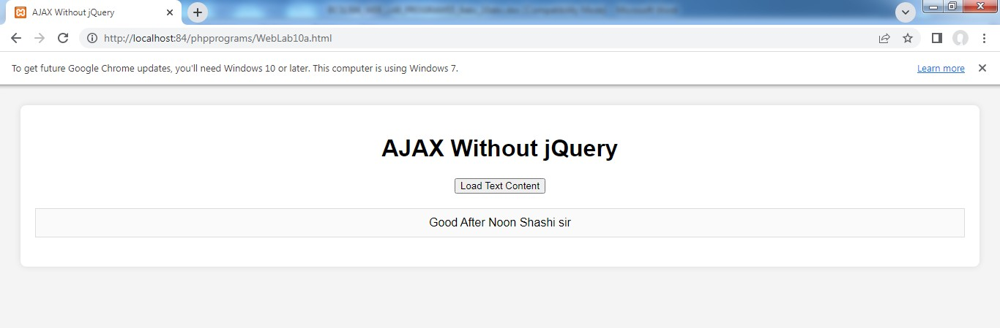 AJAX Without jQuery
http://localhost:84/phpprograms/WebLab10a.html
To get future Google Chrome updates, you'll need Windows 10 or later. This computer is using Windows 7. Learn more
AJAX Without jQuery
Load Text Content
Good After Noon Shashi sir